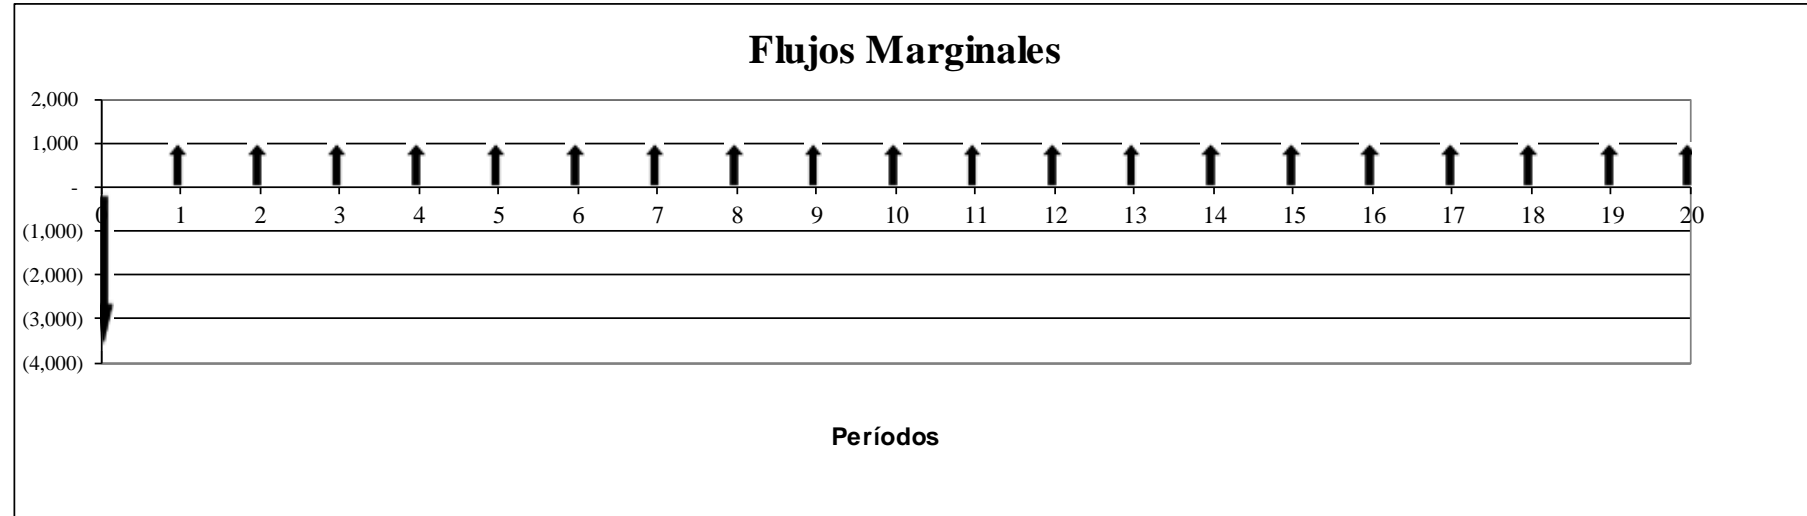 Flujos Marginales
2,000
1,000
-
0 1 2 3 4 5 6 7 8 9 10 11 12 13 14 15 16 17 18 19 20
(1,000)
(2,000)
(3,000)
(4,000)
Períodos